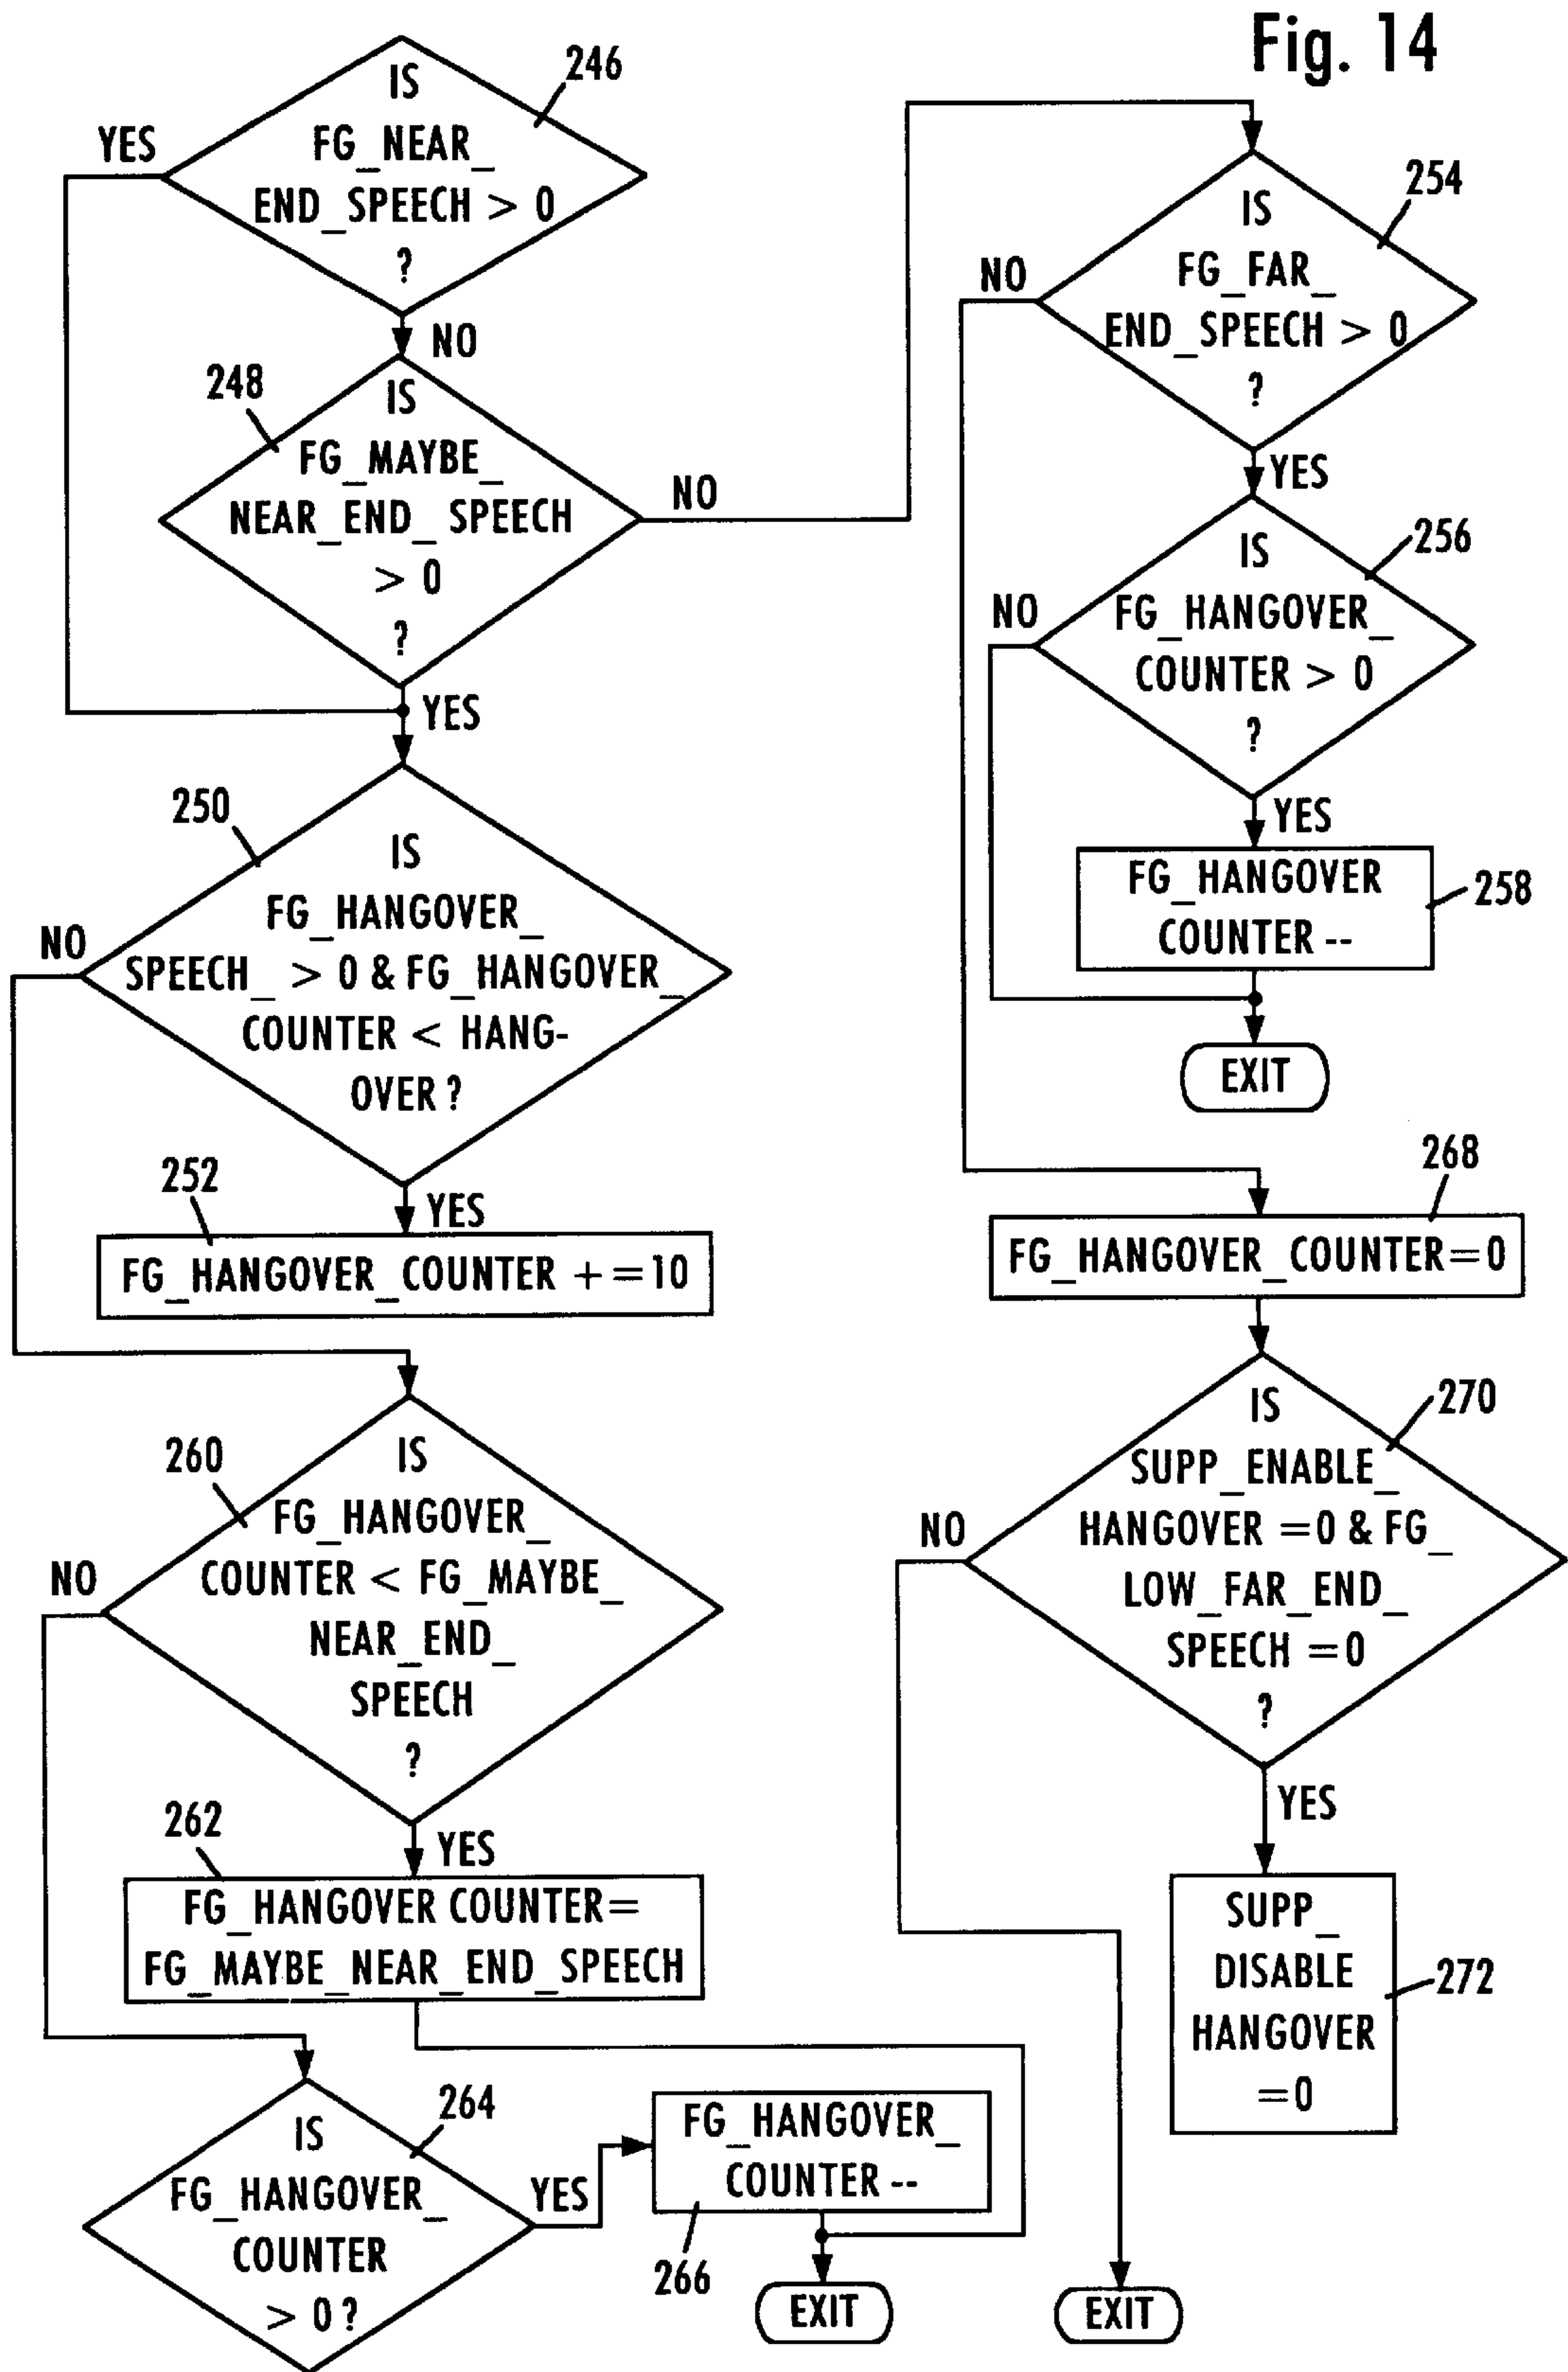 Fig. 14
246
IS
FG_NEAR_
END_SPEECH > 0
?
YES
NO
248
IS
FG_MAYBE_
NEAR_END_SPEECH
> 0
?
NO
YES
250
IS
FG_HANGOVER_
SPEECH_ > 0 & FG_HANGOVER_
COUNTER < HANG-
OVER ?
NO
YES
252
FG_HANGOVER_COUNTER +=10
260
IS
FG_HANGOVER_
COUNTER < FG_MAYBE_
NEAR_END_
SPEECH
?
NO
YES
262
FG_HANGOVER COUNTER=
FG_MAYBE_NEAR_END_SPEECH
264
IS
FG_HANGOVER_
COUNTER
> 0 ?
YES
FG_HANGOVER_
COUNTER --
266
EXIT
254
IS
FG_FAR_
END_SPEECH > 0
?
NO
YES
256
IS
FG_HANGOVER_
COUNTER > 0
?
NO
YES
FG_HANGOVER
COUNTER --
258
EXIT
268
FG_HANGOVER_COUNTER=0
270
IS
SUPP_ENABLE_
HANGOVER =0 & FG_
LOW_FAR_END_
SPEECH =0
?
NO
YES
SUPP_
DISABLE
HANGOVER
=0
272
EXIT